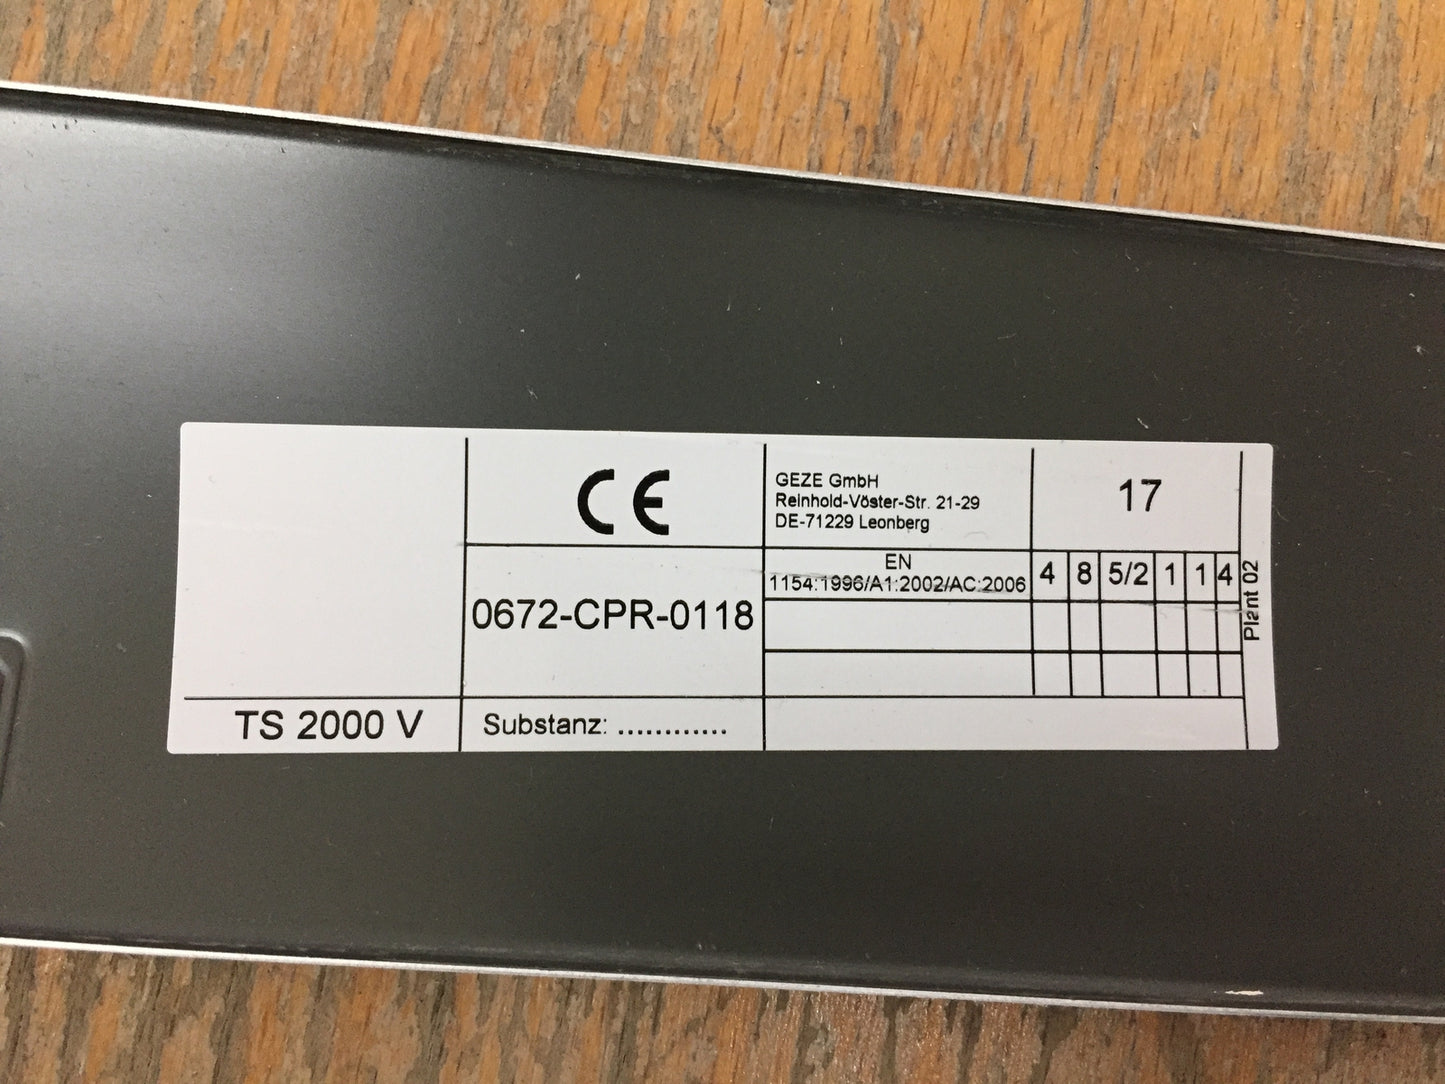 CE
GEZE GmbH
Reinhold-Vöster-Str. 21-29
DE-71229 Leonberg
17
0672-CPR-0118
EN
1154:1996/A1:2002/AC:2006
4 8 5/2 1 1 4
Plant 02
TS 2000 V
Substanz: ............